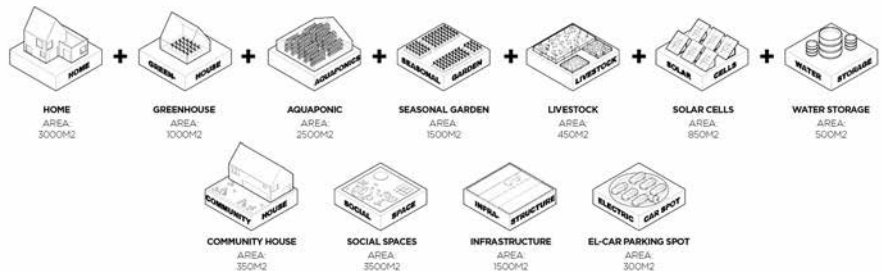 HOME
GREEN-
HOUSE
AQUAPONICS
SEASONAL
GARDEN
LIVESTOCK
SOLAR
CELLS
WATER
STORAGE
HOME
AREA:
3000M2
GREENHOUSE
AREA:
1000M2
AQUAPONIC
AREA:
2500M2
SEASONAL GARDEN
AREA:
1500M2
LIVESTOCK
AREA:
450M2
SOLAR CELLS
AREA:
850M2
WATER STORAGE
AREA:
500M2
COMMUNITY
HOUSE
SOCIAL
SPACE
INFRA-
STRUCTURE
ELECTRIC
CAR SPOT
COMMUNITY HOUSE
AREA:
350M2
SOCIAL SPACES
AREA:
3500M2
INFRASTRUCTURE
AREA:
1500M2
EL-CAR PARKING SPOT
AREA:
300M2